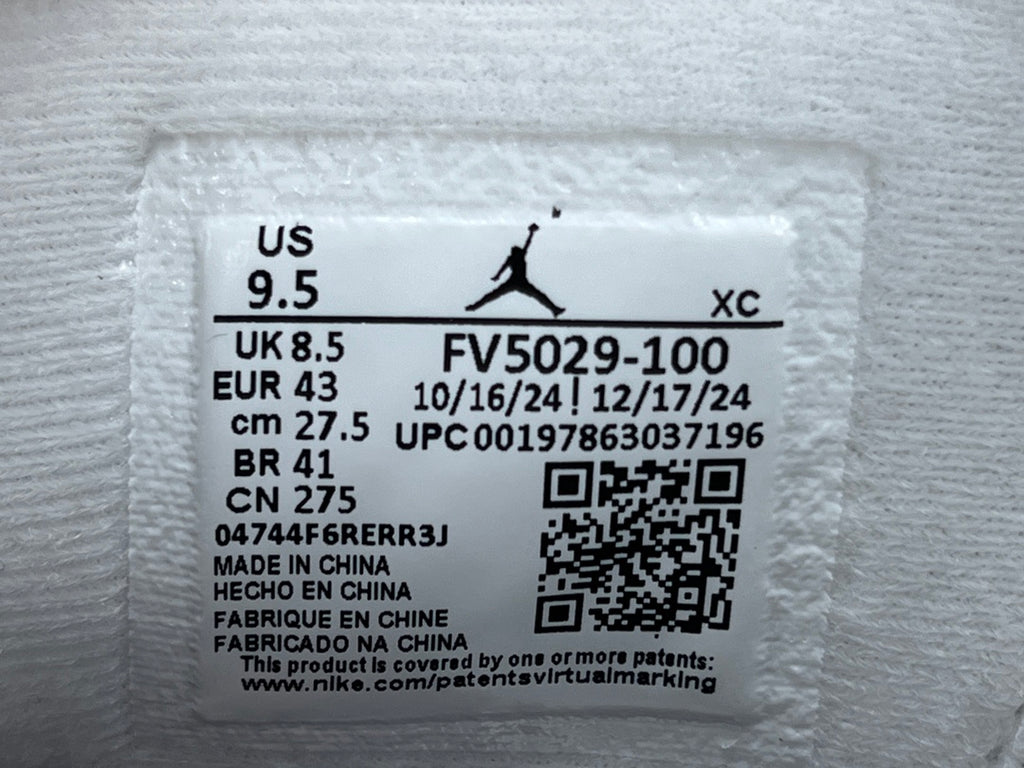 US
9.5
XC
UK 8.5
EUR 43
cm 27.5
BR 41
CN 275
FV5029-100
10/16/24! 12/17/24
UPC00197863037196
04744F6RERR3J
MADE IN CHINA
HECHO EN CHINA
FABRIQUE EN CHINE
FABRICADO NA CHINA
This product is covered by one or more patents:
www.nike.com/patentsvirtualmarking